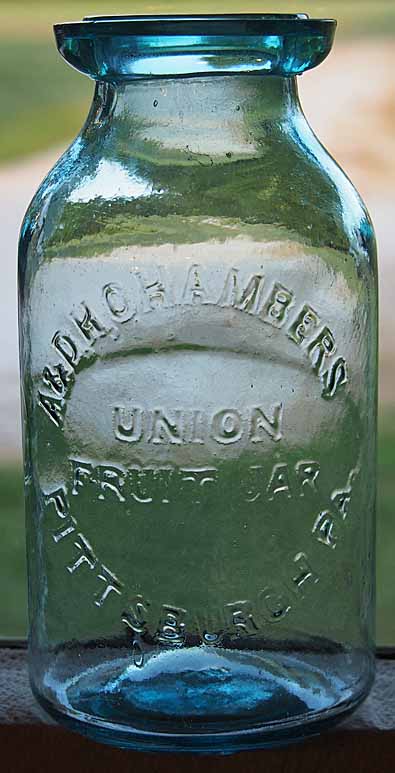 A & D H CHAMBERS
UNION
FRUIT JAR
PITTSBURGH PA.